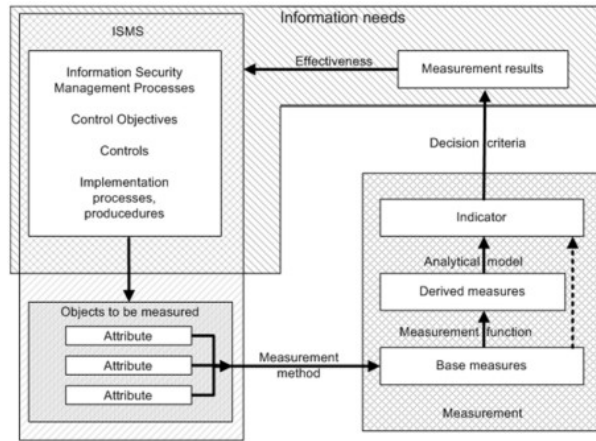 Information needs
ISMS
Information Security
Management Processes
Control Objectives
Controls
Implementation
processes,
producedures
Effectiveness
Measurement results
Decision criteria
Indicator
Analytical model
Derived measures
Measurement function
Base measures
Measurement
Objects to be measured
Attribute
Attribute
Attribute
Measurement
method